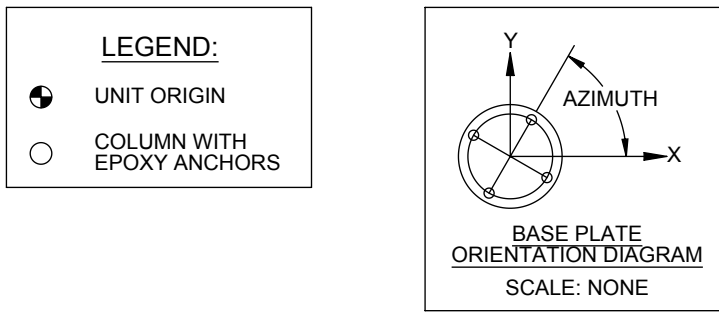 LEGEND:
UNIT ORIGIN
COLUMN WITH
EPOXY ANCHORS
Y
AZIMUTH
X
BASE PLATE
ORIENTATION DIAGRAM
SCALE: NONE